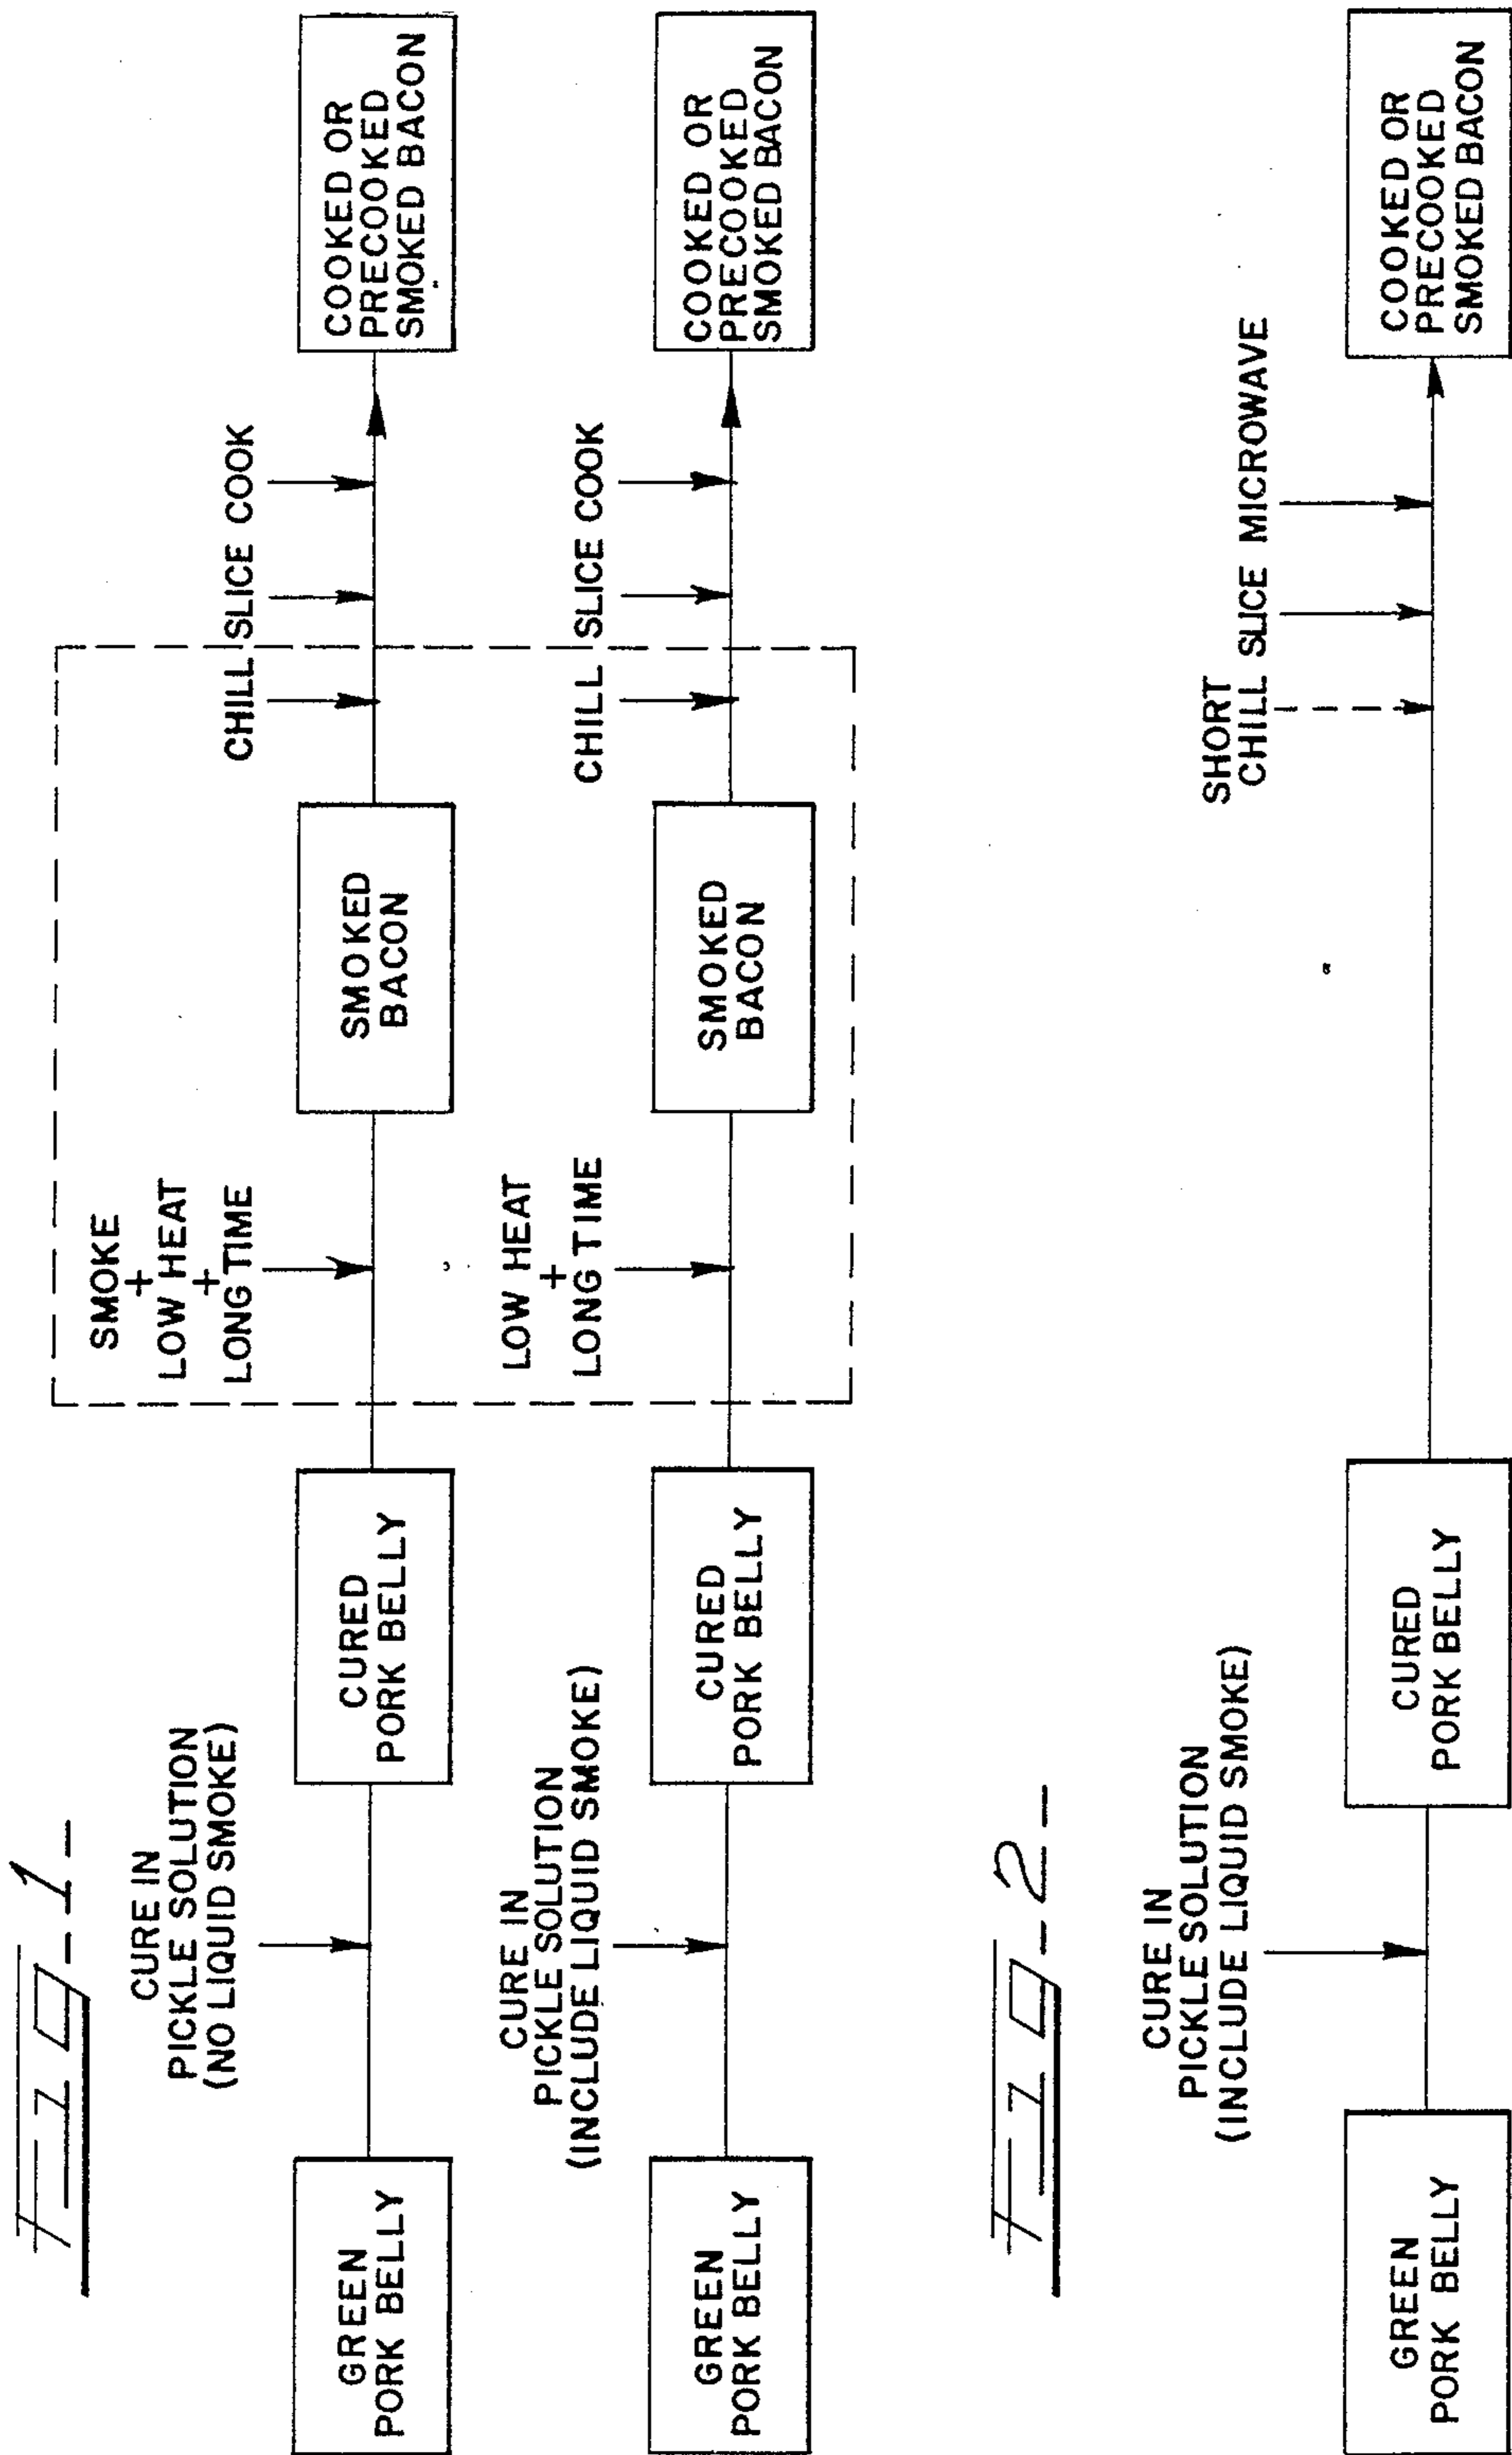 Fig-1-
GREEN
PORK BELLY
CURE IN
PICKLE SOLUTION
(NO LIQUID SMOKE)
CURED
PORK BELLY
SMOKE
+
LOW HEAT
+
LONG TIME
SMOKED
BACON
CHILL SLICE COOK
COOKED OR
PRECOOKED
SMOKED BACON
GREEN
PORK BELLY
CURE IN
PICKLE SOLUTION
(INCLUDE LIQUID SMOKE)
CURED
PORK BELLY
LOW HEAT
+
LONG TIME
SMOKED
BACON
CHILL SLICE COOK
COOKED OR
PRECOOKED
SMOKED BACON
Fig-2-
GREEN
PORK BELLY
CURE IN
PICKLE SOLUTION
(INCLUDE LIQUID SMOKE)
CURED
PORK BELLY
SHORT
CHILL SLICE MICROWAVE
COOKED OR
PRECOOKED
SMOKED BACON